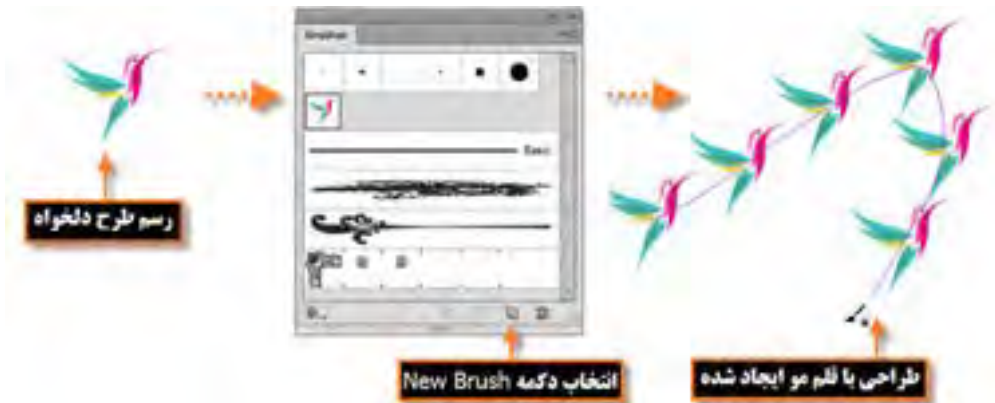 Brushes
Basic
رسم طرح دلخواه
انتخاب دکمه New Brush
طراحی با قلم مو ایجاد شده